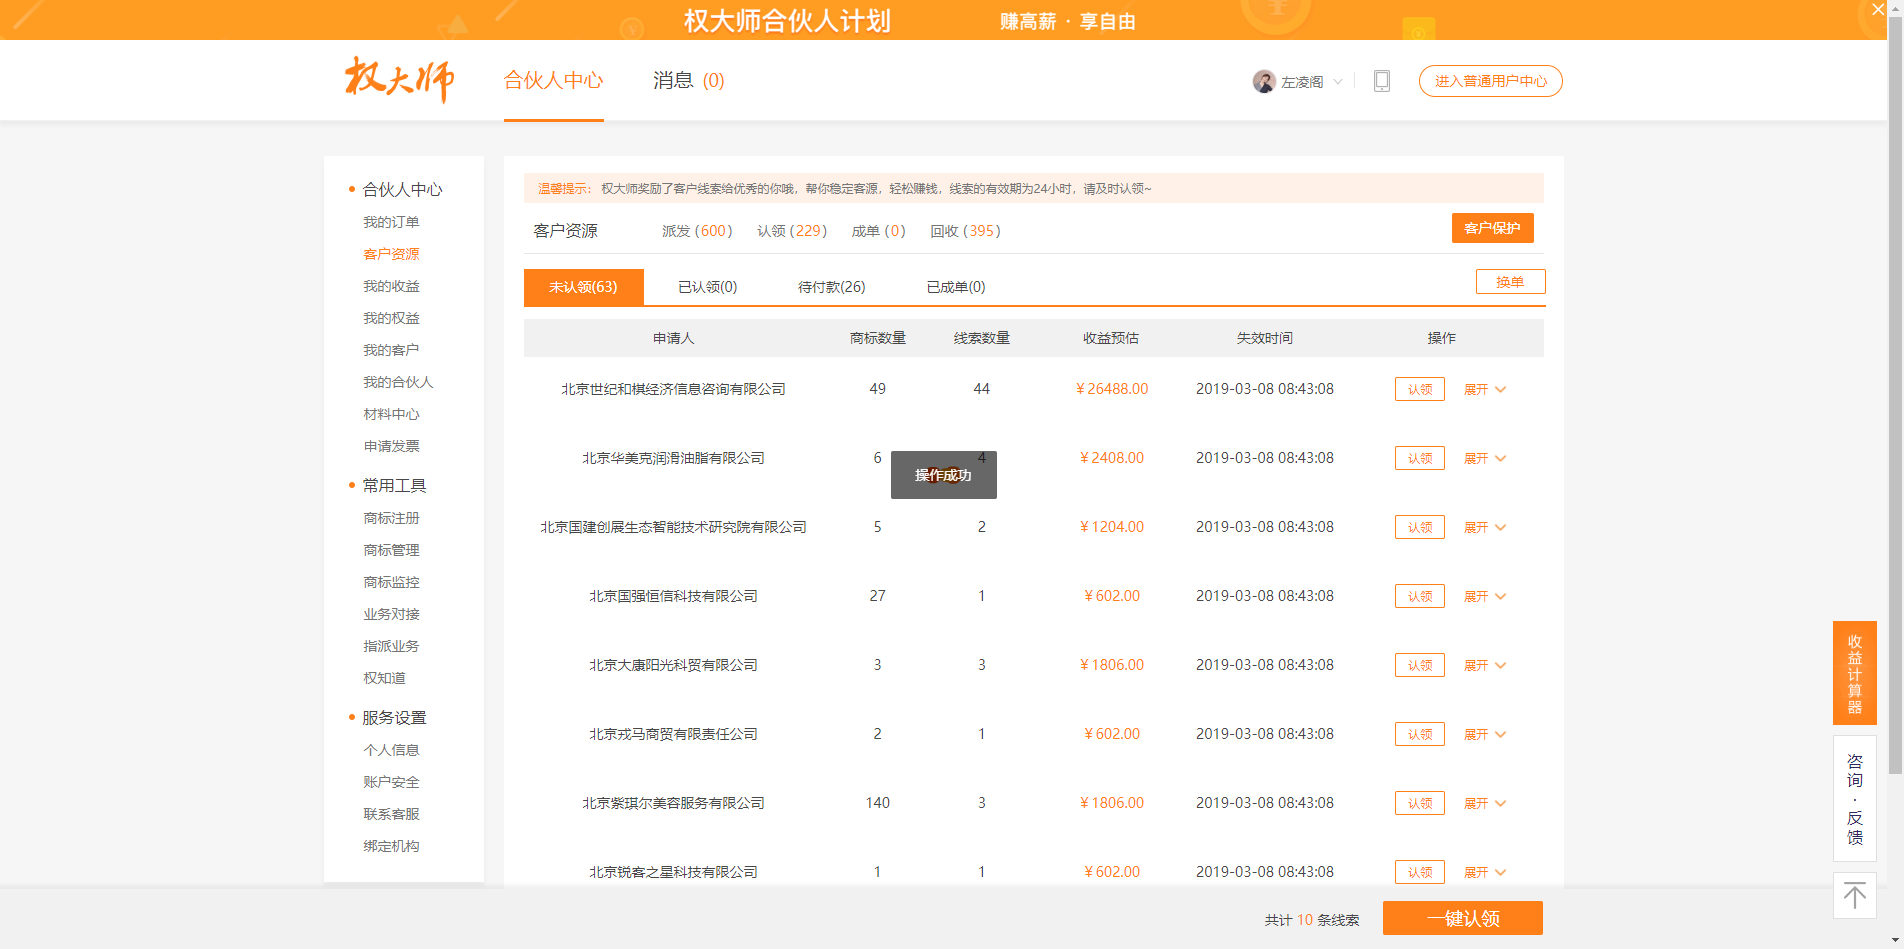 权大师合伙人计划 赚高薪 · 享自由
权大师 合伙人中心 消息 (0) 左凌阁 进入普通用户中心
合伙人中心
我的订单
客户资源
我的收益
我的权益
我的客户
我的合伙人
材料中心
申请发票
常用工具
商标注册
商标管理
商标监控
业务对接
指派业务
权知道
服务设置
个人信息
账户安全
联系客服
绑定机构
温馨提示： 权大师奖励了客户线索给优秀的你哦，帮你稳定客源，轻松赚钱，线索的有效期为24小时，请及时认领~
客户资源 派发 (600) 认领 (229) 成单 (0) 回收 (395) 客户保护
未认领(63) 已认领(0) 待付款(26) 已成单(0) 换单
申请人 商标数量 线索数量 收益预估 失效时间 操作
北京世纪和棋经济信息咨询有限公司 49 44 ¥26488.00 2019-03-08 08:43:08 认领 展开
北京华美克润滑油脂有限公司 6 4 ¥2408.00 2019-03-08 08:43:08 认领 展开
操作成功
北京国建创展生态智能技术研究院有限公司 5 2 ¥1204.00 2019-03-08 08:43:08 认领 展开
北京国强恒信科技有限公司 27 1 ¥602.00 2019-03-08 08:43:08 认领 展开
北京大康阳光科贸有限公司 3 3 ¥1806.00 2019-03-08 08:43:08 认领 展开
北京戎马商贸有限责任公司 2 1 ¥602.00 2019-03-08 08:43:08 认领 展开
北京紫琪尔美容服务有限公司 140 3 ¥1806.00 2019-03-08 08:43:08 认领 展开
北京锐客之星科技有限公司 1 1 ¥602.00 2019-03-08 08:43:08 认领 展开
共计 10 条线索 一键认领
收益计算器
咨询·反馈